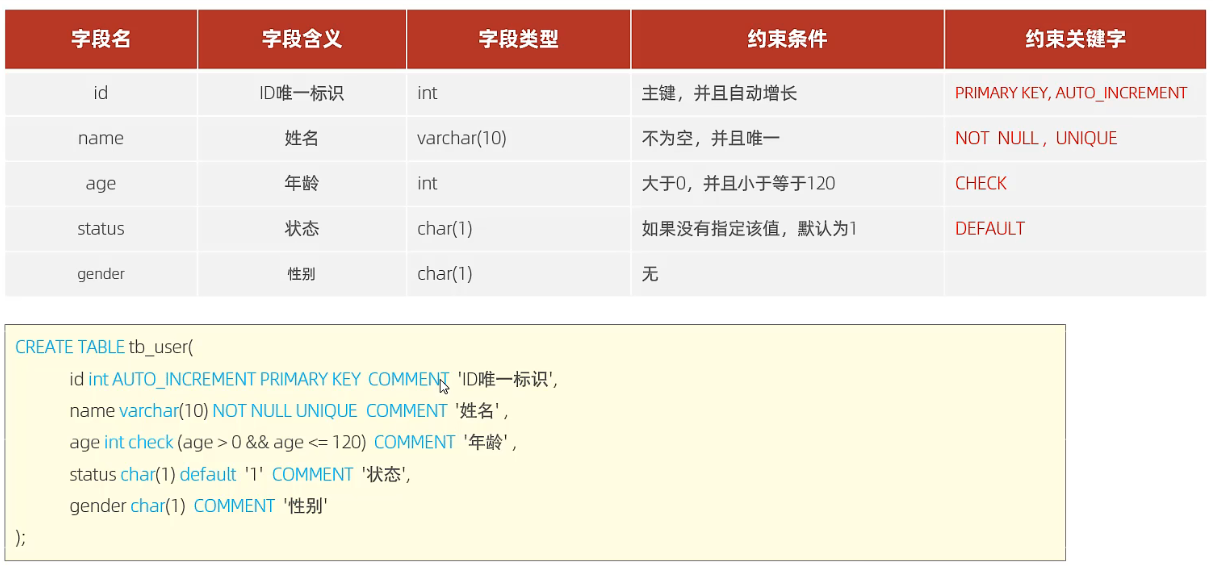 字段名 字段含义 字段类型 约束条件 约束关键字
id ID唯一标识 int 主键，并且自动增长 PRIMARY KEY, AUTO_INCREMENT
name 姓名 varchar(10) 不为空，并且唯一 NOT NULL , UNIQUE
age 年龄 int 大于0，并且小于等于120 CHECK
status 状态 char(1) 如果没有指定该值，默认为1 DEFAULT
gender 性别 char(1) 无
CREATE TABLE tb_user(
id int AUTO_INCREMENT PRIMARY KEY COMMENT 'ID唯一标识',
name varchar(10) NOT NULL UNIQUE COMMENT '姓名' ,
age int check (age > 0 && age <= 120) COMMENT '年龄' ,
status char(1) default '1' COMMENT '状态',
gender char(1) COMMENT '性别'
);